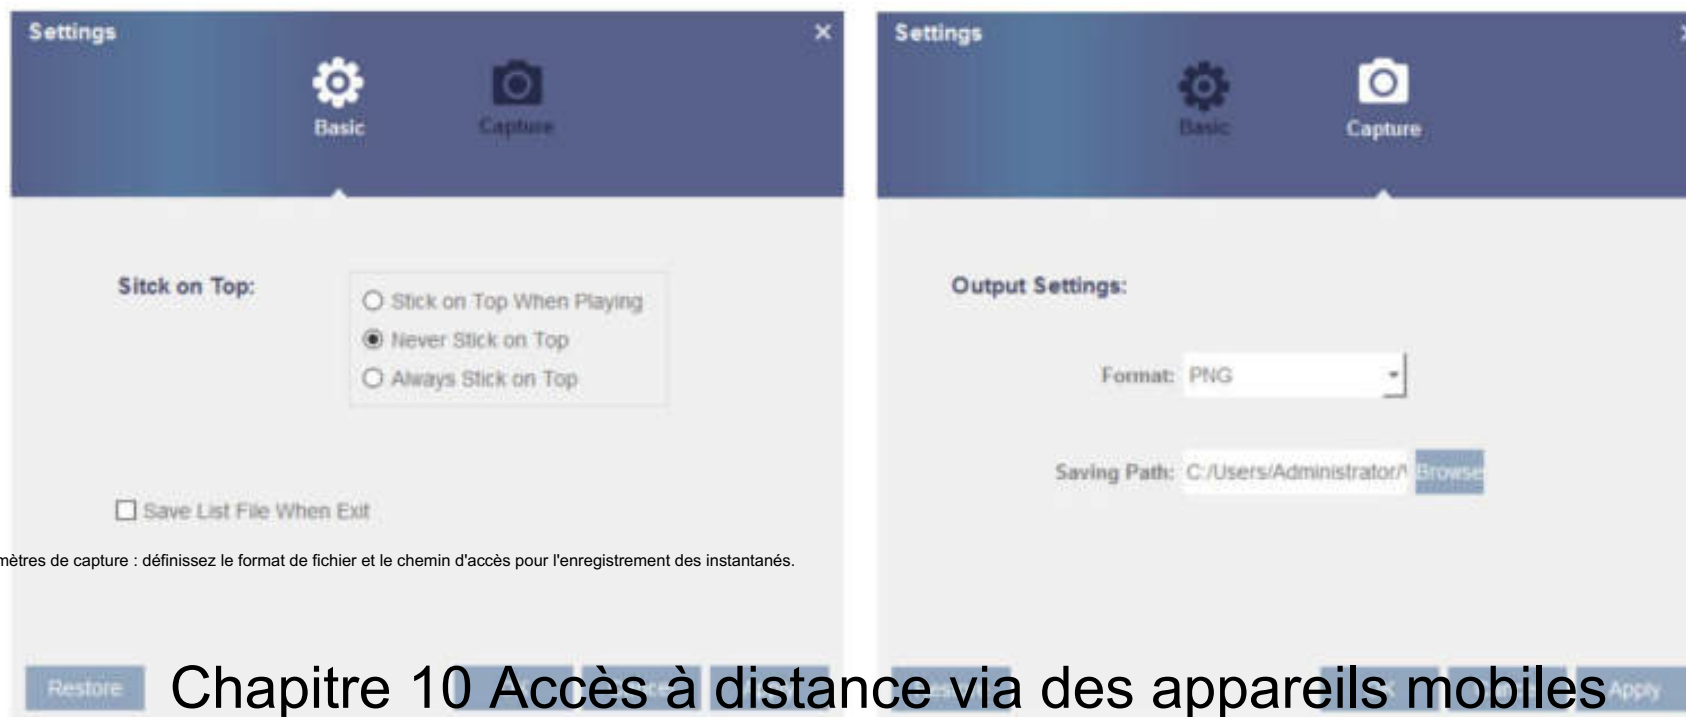 Settings
×
Basic
Capture
Sitck on Top:
Stick on Top When Playing
Never Stick on Top
Always Stick on Top
Save List File When Exit
mètres de capture : définissez le format de fichier et le chemin d'accès pour l'enregistrement des instantanés.
Restore
Settings
Basic
Capture
Output Settings:
Format: PNG
Saving Path: C:/Users/Administrator/ Browse
Apply
Chapitre 10 Accès à distance via des appareils mobiles